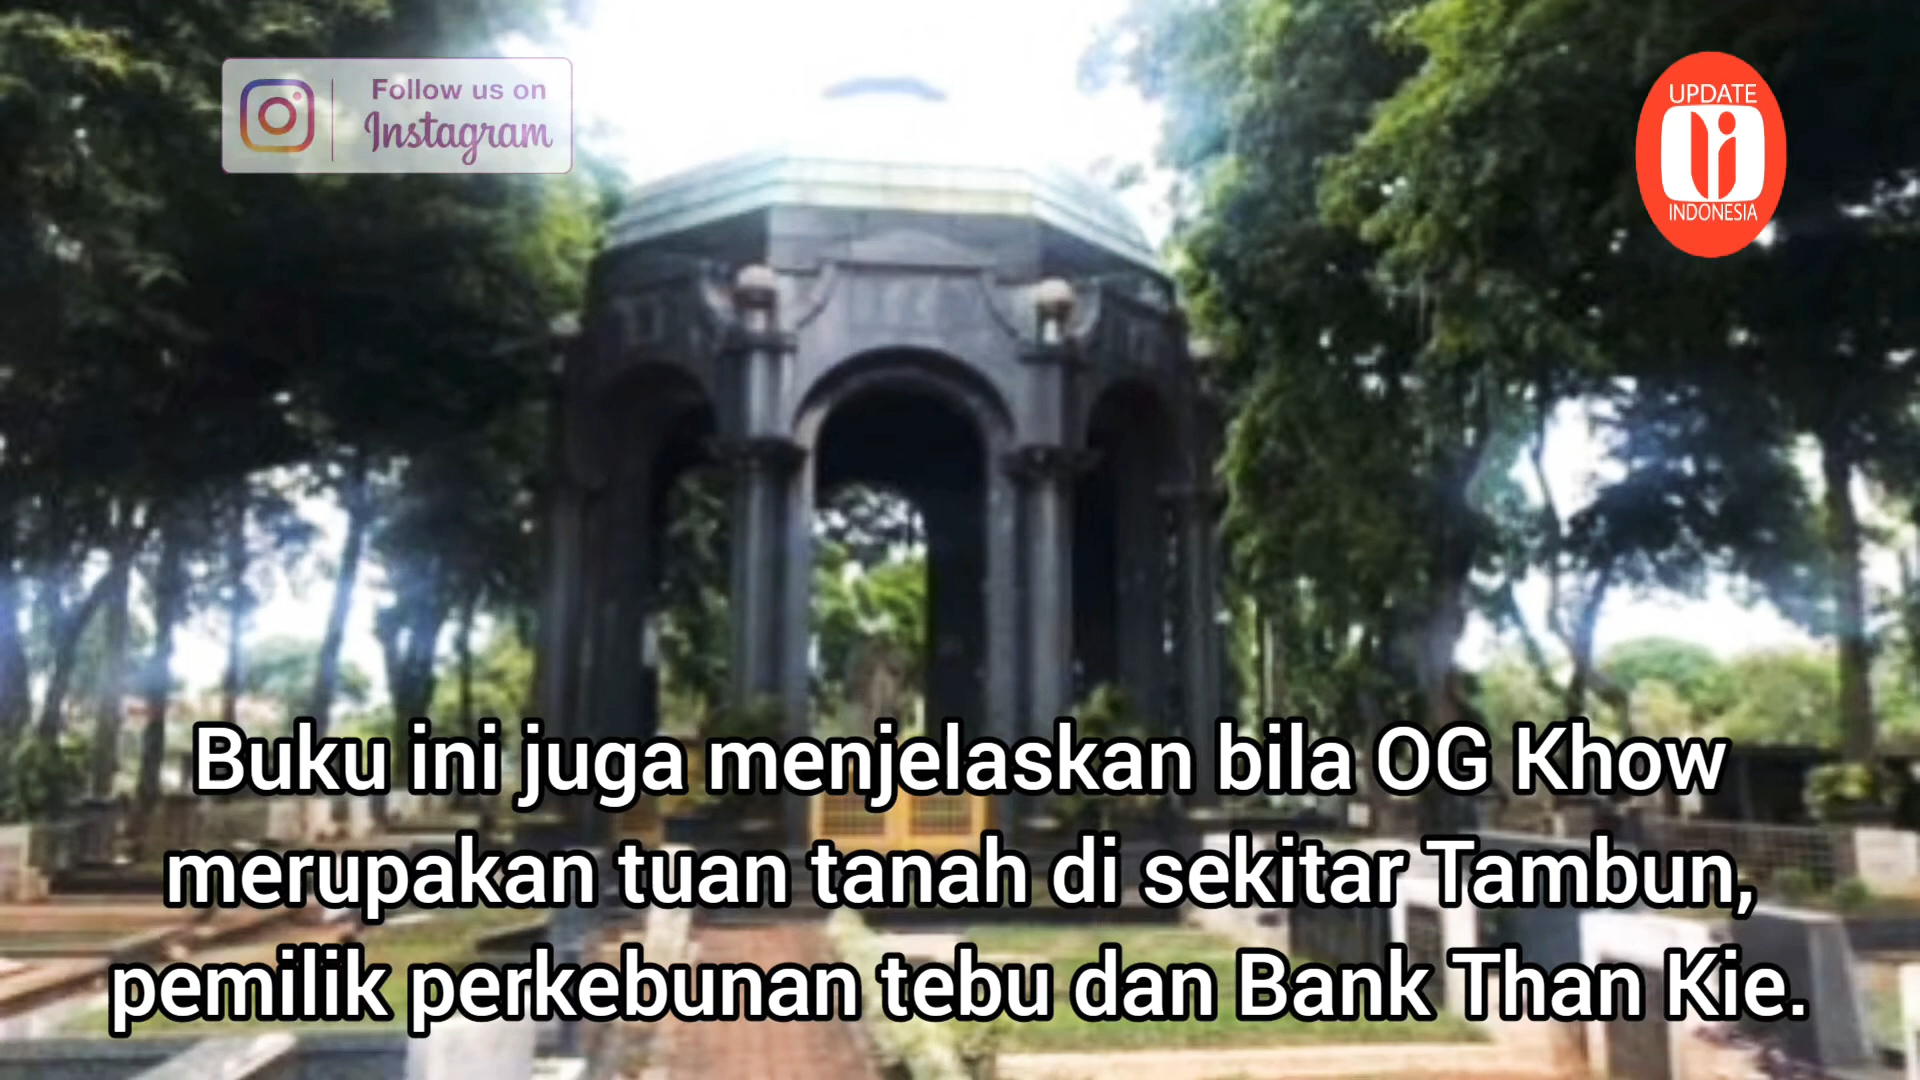 Follow us on
Instagram
UPDATE
INDONESIA
Buku ini juga menjelaskan bila OG Khow
merupakan tuan tanah di sekitar Tambun,
pemilik perkebunan tebu dan Bank Than Kie.